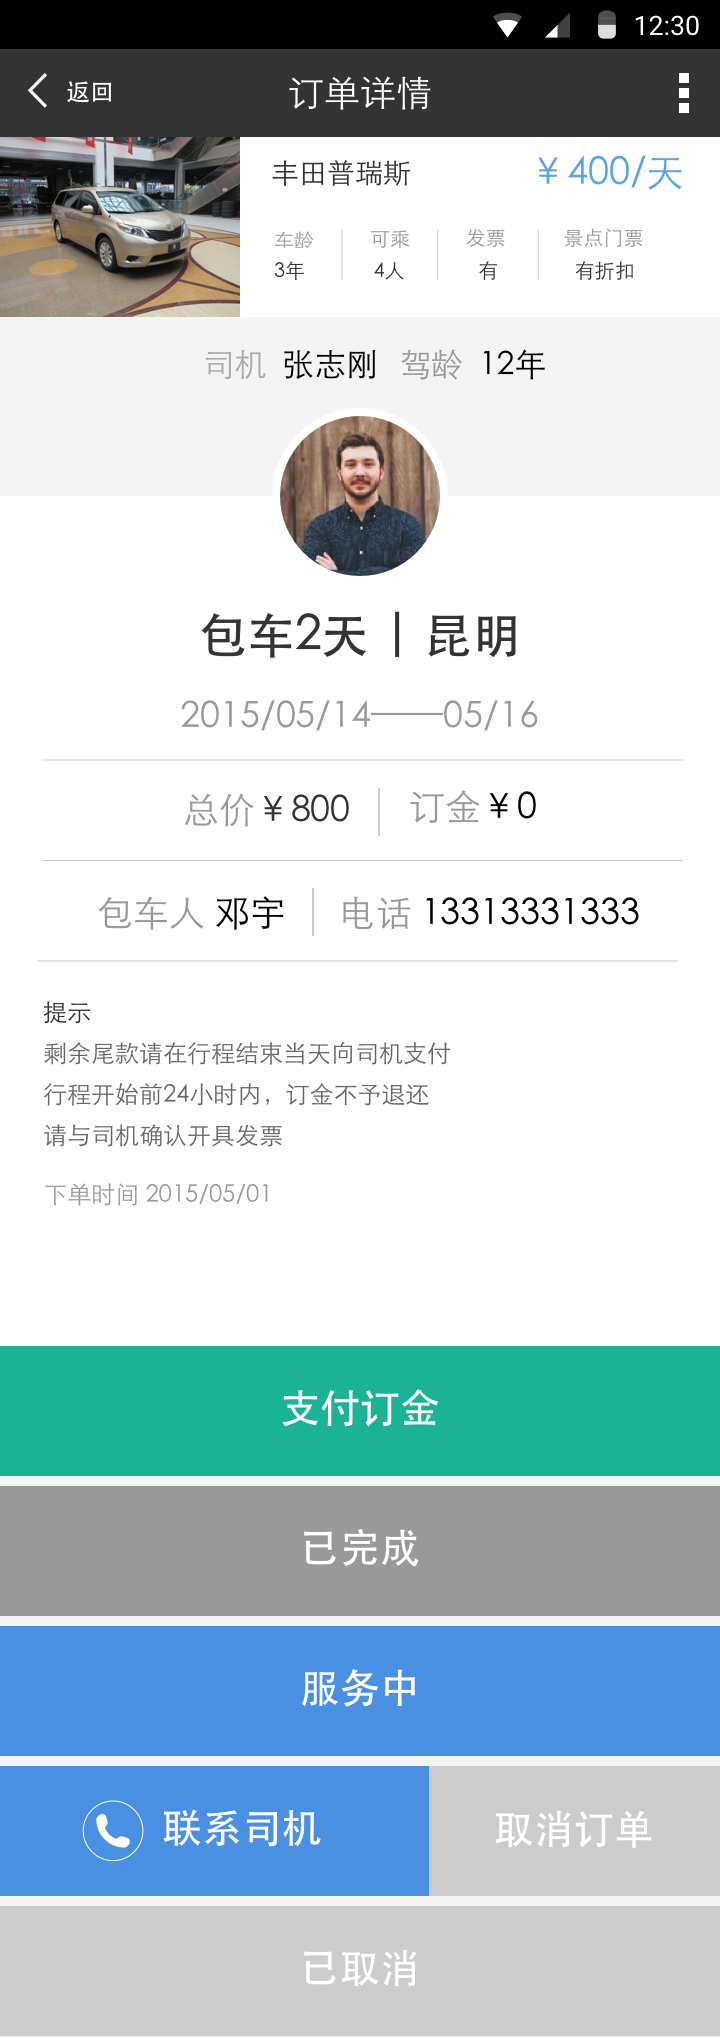 12:30
返回 订单详情
丰田普瑞斯 ¥ 400/天
车龄 可乘 发票 景点门票
3年 4人 有 有折扣
司机 张志刚 驾龄 12年
包车2天 | 昆明
2015/05/14——05/16
总价 ¥ 800 订金 ¥ 0
包车人 邓宇 电话 13313331333
提示
剩余尾款请在行程结束当天向司机支付
行程开始前24小时内，订金不予退还
请与司机确认开具发票
下单时间 2015/05/01
支付订金
已完成
服务中
联系司机 取消订单
已取消